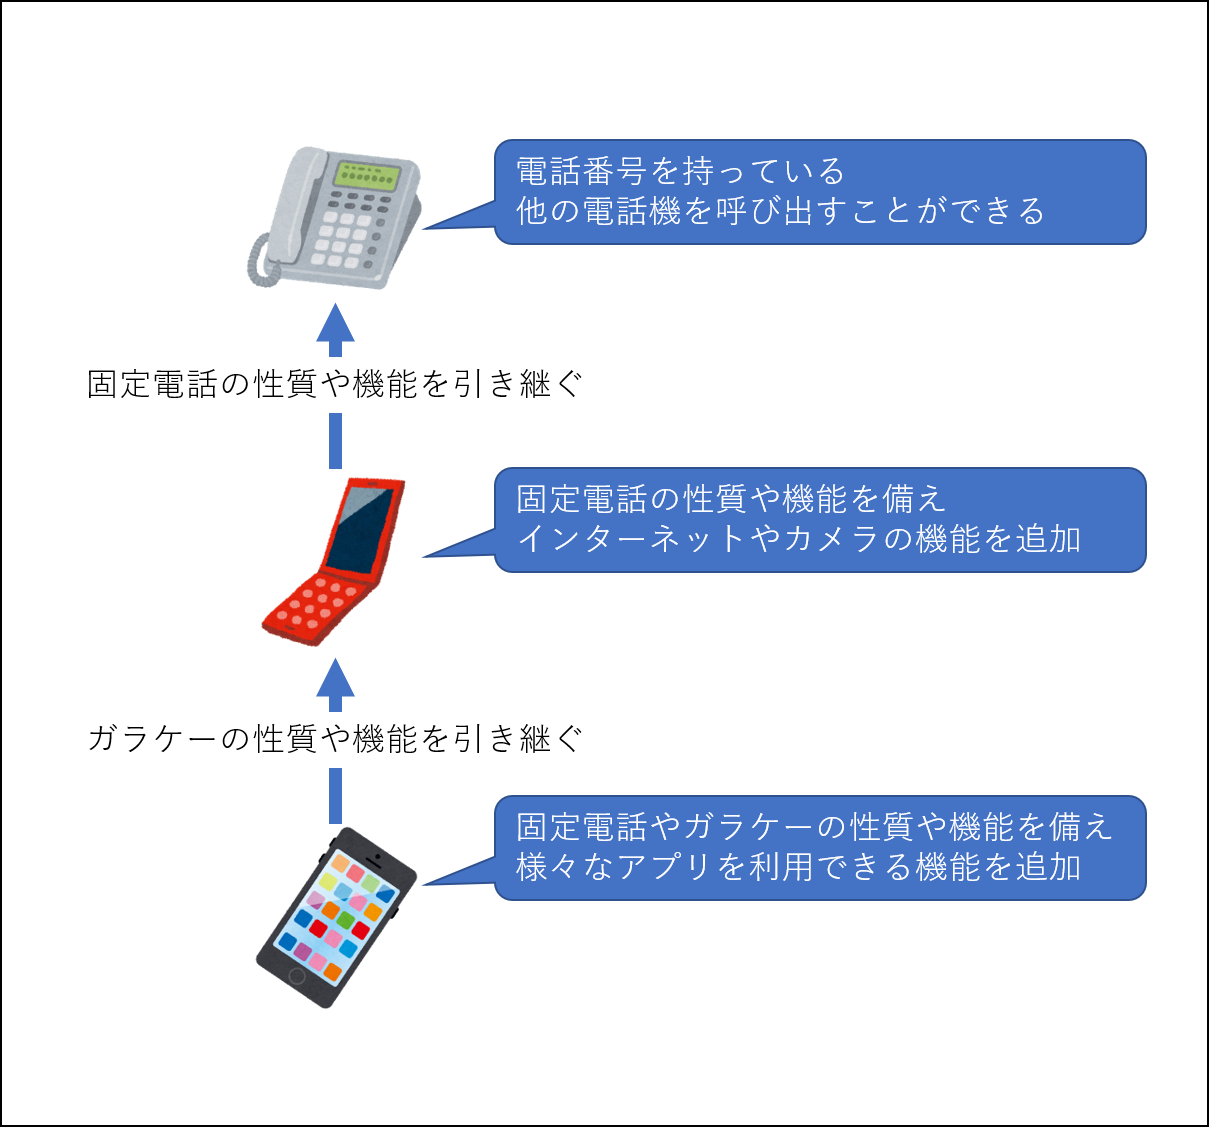 電話番号を持っている
他の電話機を呼び出すことができる
固定電話の性質や機能を引き継ぐ
固定電話の性質や機能を備え
インターネットやカメラの機能を追加
ガラケーの性質や機能を引き継ぐ
固定電話やガラケーの性質や機能を備え
様々なアプリを利用できる機能を追加